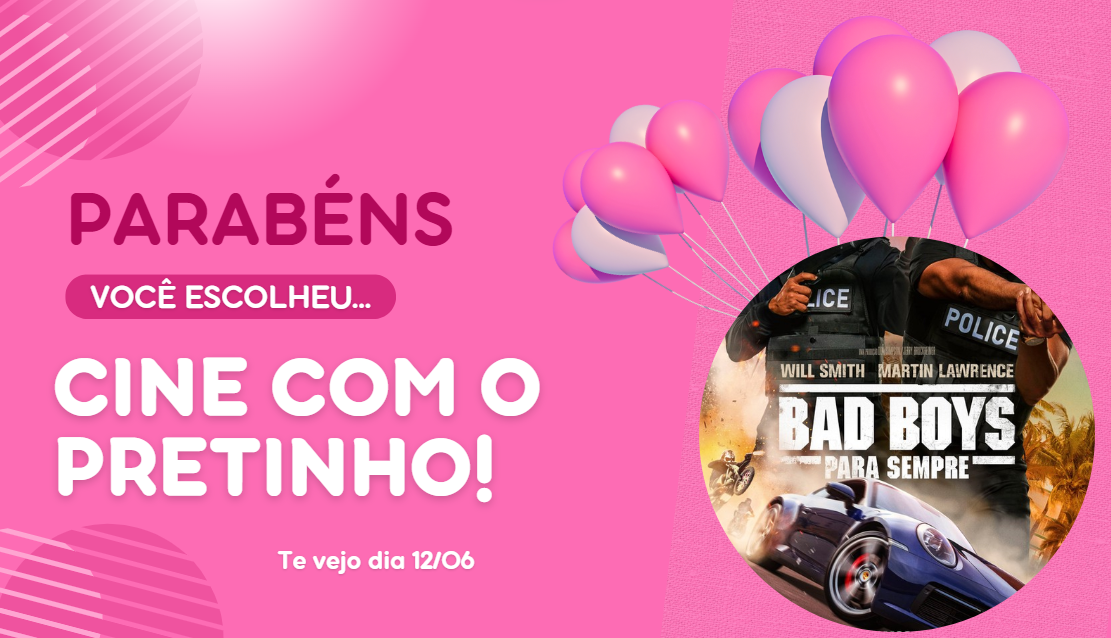 PARABÉNS
VOCÊ ESCOLHEU...
CINE COM O
PRETINHO!
Te vejo dia 12/06
LICE
POLICE
WILL SMITH MARTIN LAWRENCE
BAD BOYS
PARA SEMPRE